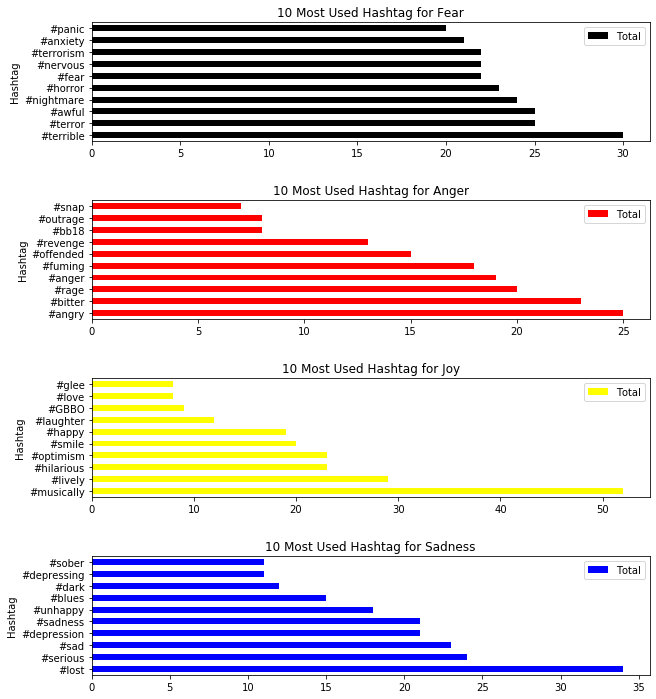 10 Most Used Hashtag for Fear
Total
Hashtag
#panic
#anxiety
#terrorism
#nervous
#fear
#horror
#nightmare
#awful
#terror
#terrible
0 5 10 15 20 25 30
10 Most Used Hashtag for Anger
Total
Hashtag
#snap
#outrage
#bb18
#revenge
#offended
#fuming
#anger
#rage
#bitter
#angry
0 5 10 15 20 25
10 Most Used Hashtag for Joy
Total
Hashtag
#glee
#love
#GBBO
#laughter
#happy
#smile
#optimism
#hilarious
#lively
#musically
0 10 20 30 40 50
10 Most Used Hashtag for Sadness
Total
Hashtag
#sober
#depressing
#dark
#blues
#unhappy
#sadness
#depression
#sad
#serious
#lost
0 5 10 15 20 25 30 35